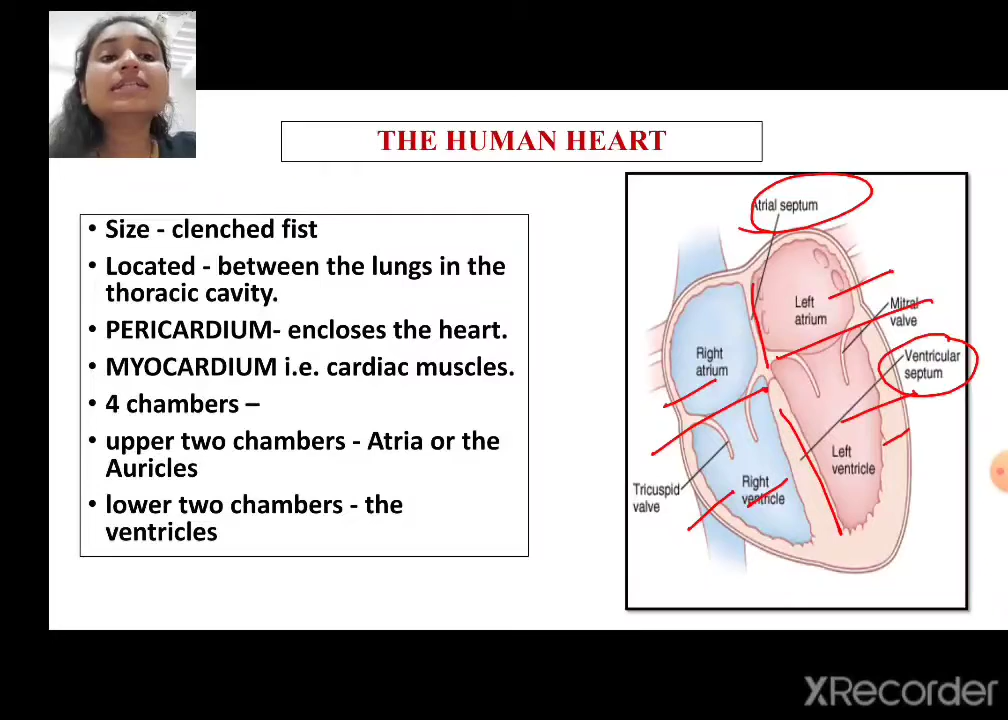 THE HUMAN HEART
• Size - clenched fist
• Located - between the lungs in the
thoracic cavity.
• PERICARDIUM- encloses the heart.
• MYOCARDIUM i.e. cardiac muscles.
• 4 chambers –
• upper two chambers - Atria or the
Auricles
• lower two chambers - the
ventricles
Atrial septum
Left
atrium
Mitral
valve
Right
atrium
Ventricular
septum
Left
ventricle
Right
ventricle
Tricuspid
valve
XRecorder